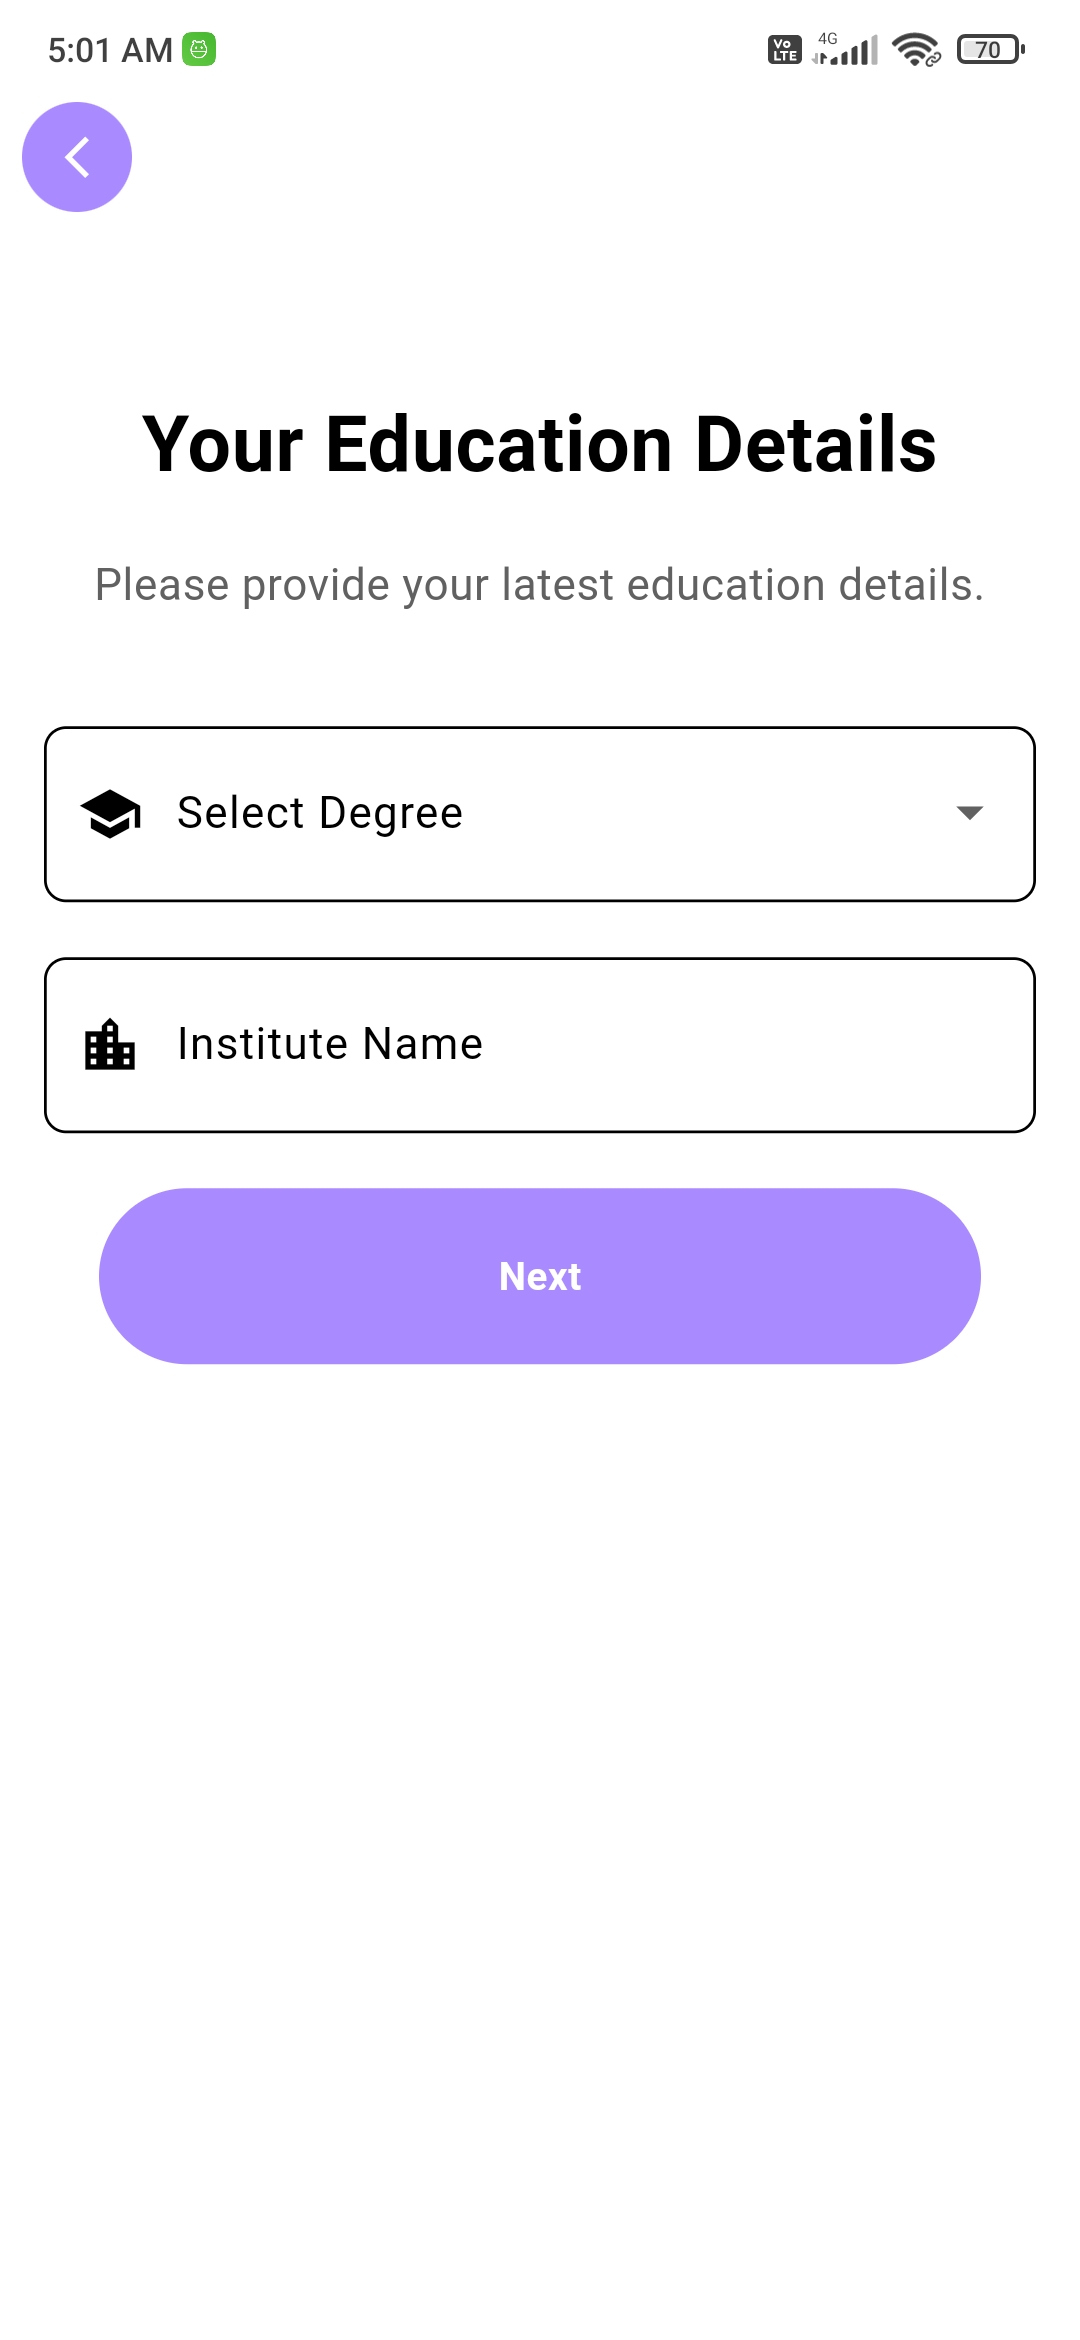 5:01 AM
Vo LTE 4G 70
Your Education Details
Please provide your latest education details.
Select Degree
Institute Name
Next